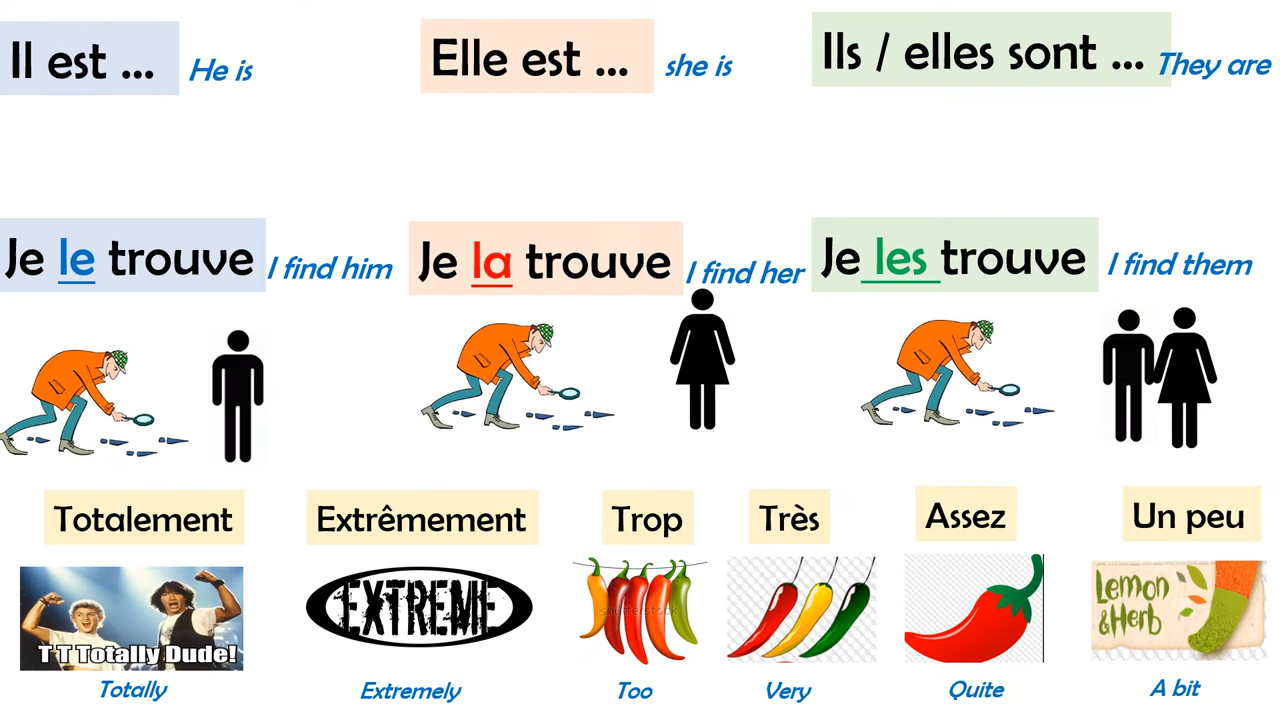 Il est ... He is
Elle est ... she is
Ils / elles sont ... They are
Je le trouve I find him
Je la trouve I find her
Je les trouve I find them
Totalement
Extrêmement
Trop
Très
Assez
Un peu
T T Totally Dude!
EXTREME
shutterstock
Lemon
&Herb
Totally
Extremely
Too
Very
Quite
A bit